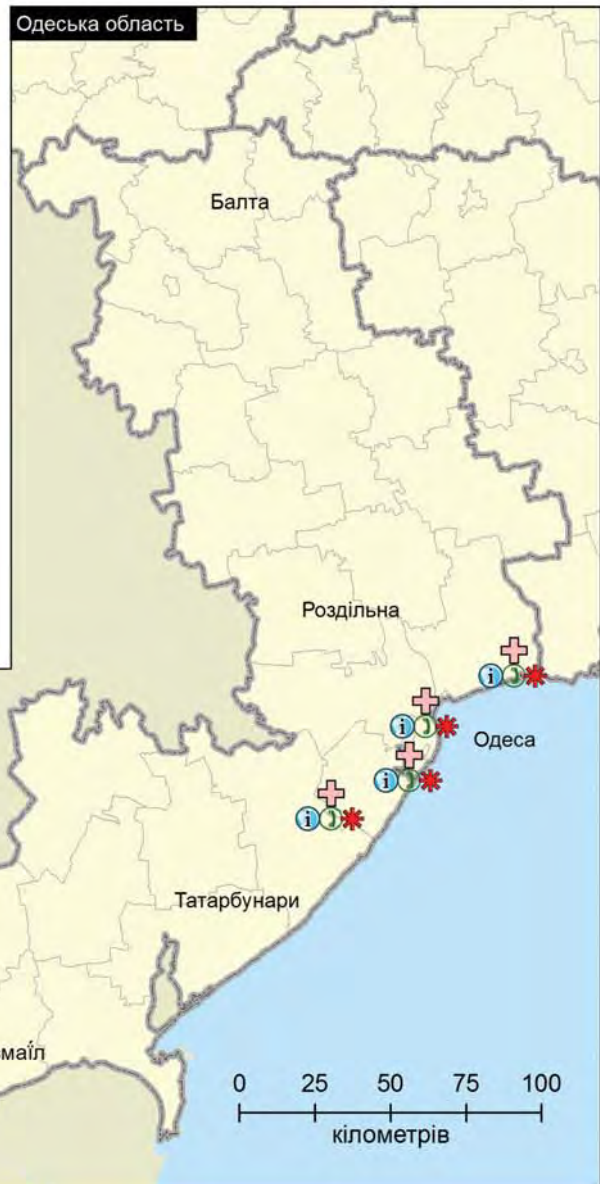 Одеська область
Балта
Роздільна
Одеса
Татарбунари
маїл
0 25 50 75 100
кілометрів